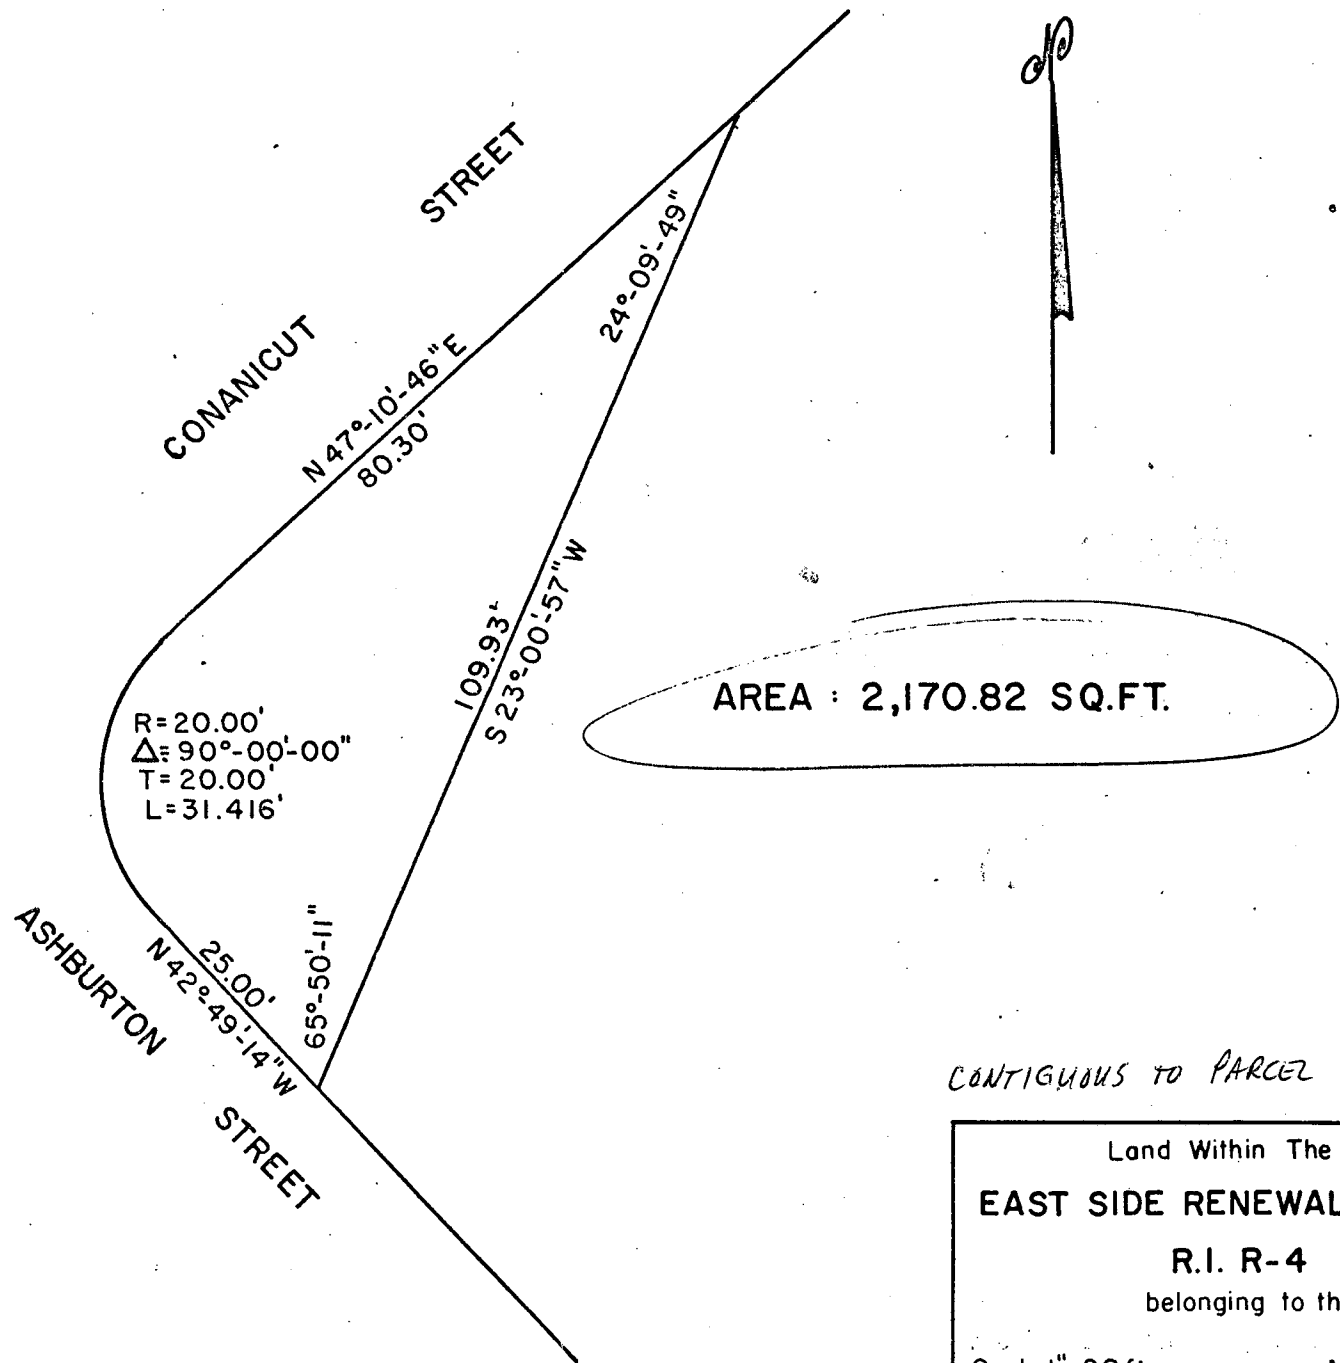 CONANICUT STREET
N 47°-10'-46" E
80.30'
24°-09'-49"
109.93'
S 23°-00'-57" W
R=20.00'
Δ=90°-00'-00"
T=20.00'
L=31.416'
AREA : 2,170.82 SQ.FT.
65°-50'-11"
25.00'
N 42°-49'-14" W
ASHBURTON STREET
CONTIGUOUS TO PARCEL
Land Within The
EAST SIDE RENEWAL
R.I. R-4
belonging to th